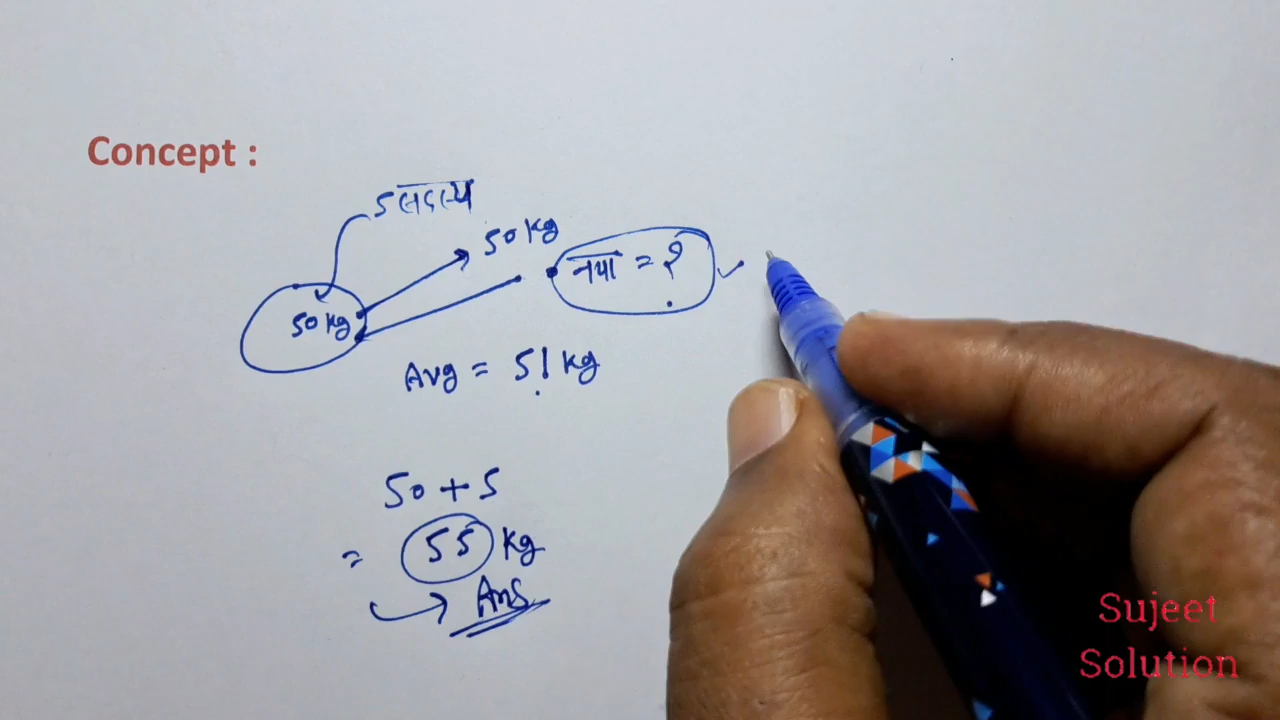 Concept :
5 सदस्य
50 kg
नया = ?
50 kg
Avg = 51 kg
50 + 5
= 55 kg
Ans
Sujeet
Solution